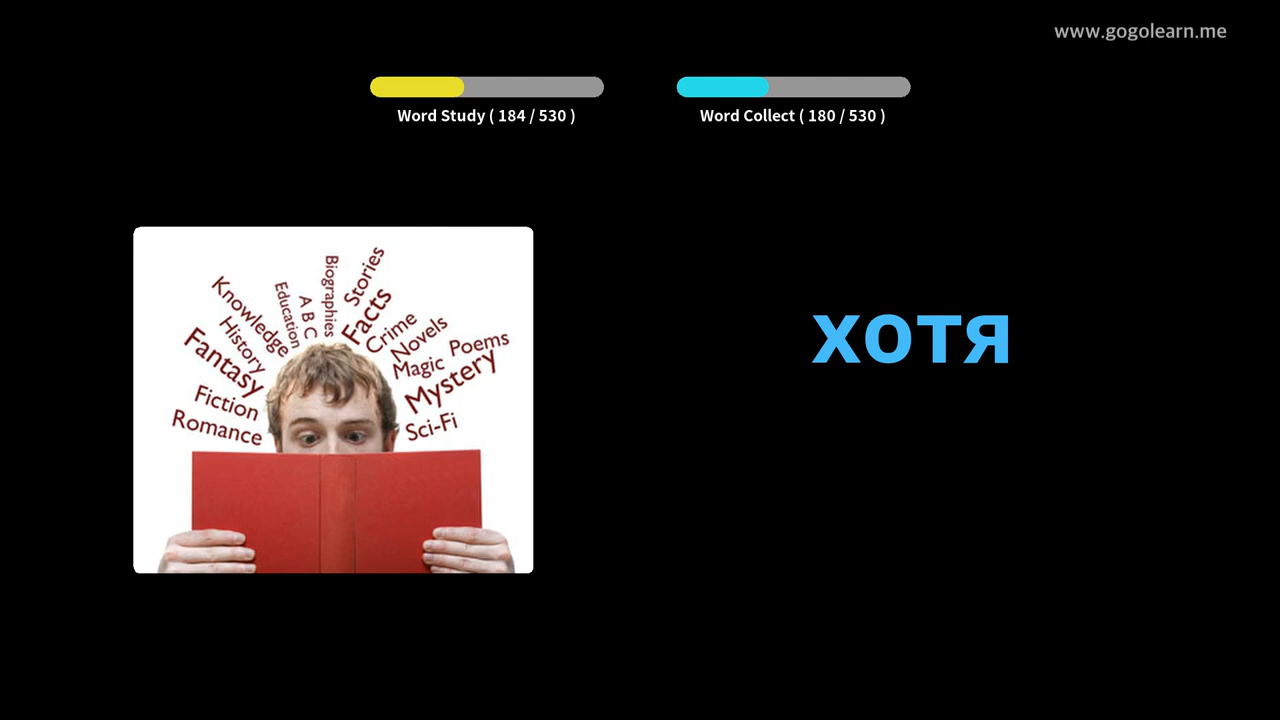 www.gogolearn.me
Word Study ( 184 / 530 )
Word Collect ( 180 / 530 )
Biographies
Stories
Education
A B C
Facts
Knowledge
Crime
History
Novels
Fantasy
Magic
Poems
Mystery
Fiction
Romance
Sci-Fi
хотя